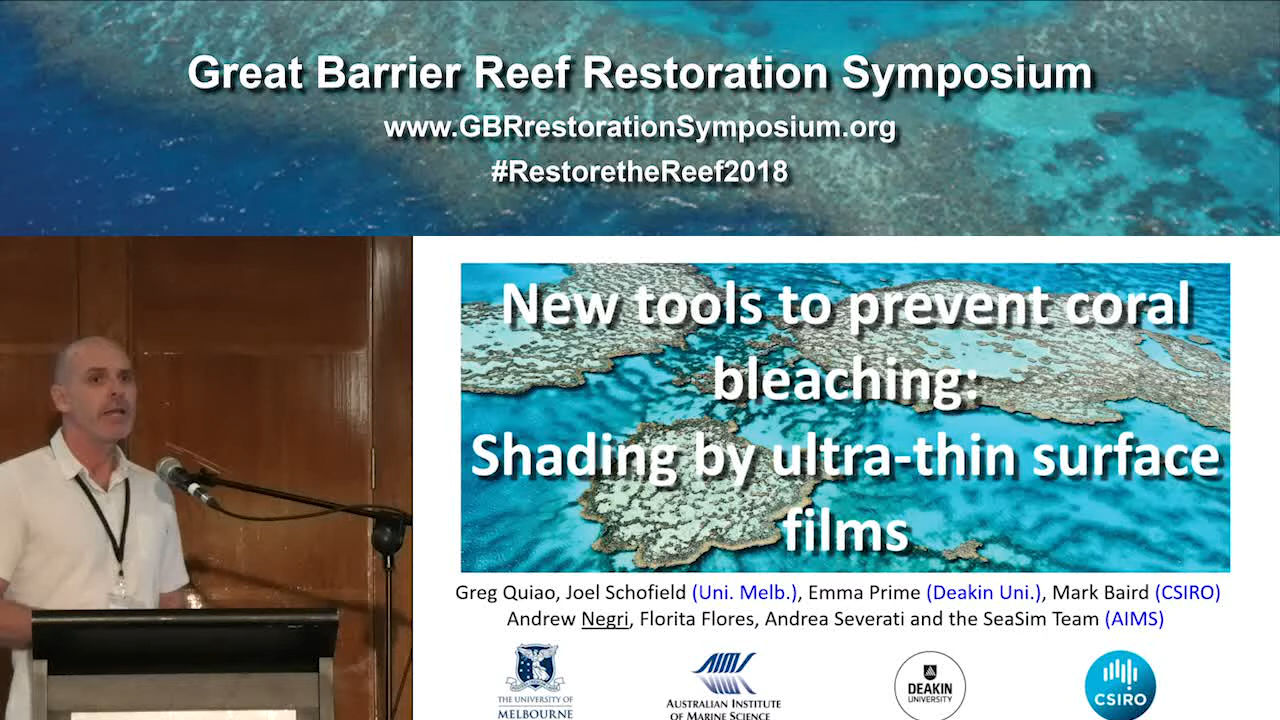 Great Barrier Reef Restoration Symposium
www.GBRrestorationSymposium.org
#RestoretheReef2018
New tools to prevent coral
bleaching:
Shading by ultra-thin surface
films
Greg Quiao, Joel Schofield (Uni. Melb.), Emma Prime (Deakin Uni.), Mark Baird (CSIRO)
Andrew Negri, Florita Flores, Andrea Severati and the SeaSim Team (AIMS)
THE UNIVERSITY OF
MELBOURNE
AIMS
AUSTRALIAN INSTITUTE
OF MARINE SCIENCE
DEAKIN
UNIVERSITY
CSIRO